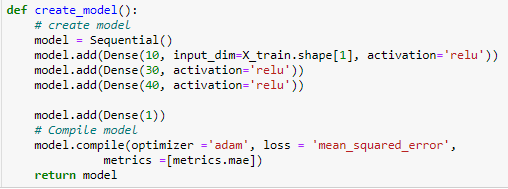 def create_model():
    # create model
    model = Sequential()
    model.add(Dense(10, input_dim=X_train.shape[1], activation='relu'))
    model.add(Dense(30, activation='relu'))
    model.add(Dense(40, activation='relu'))

    model.add(Dense(1))
    # Compile model
    model.compile(optimizer ='adam', loss = 'mean_squared_error',
              metrics =[metrics.mae])
    return model